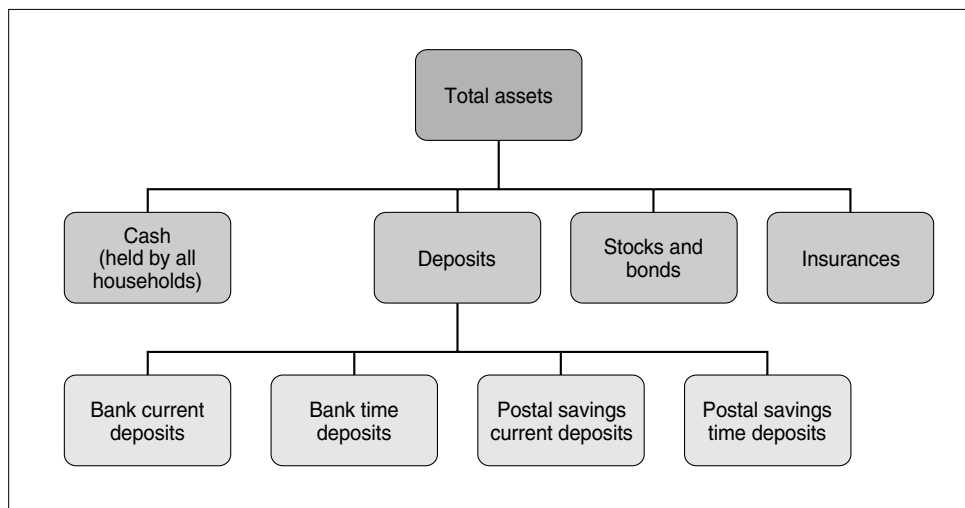 Total assets
Cash
(held by all
households)
Deposits
Stocks and
bonds
Insurances
Bank current
deposits
Bank time
deposits
Postal savings
current deposits
Postal savings
time deposits